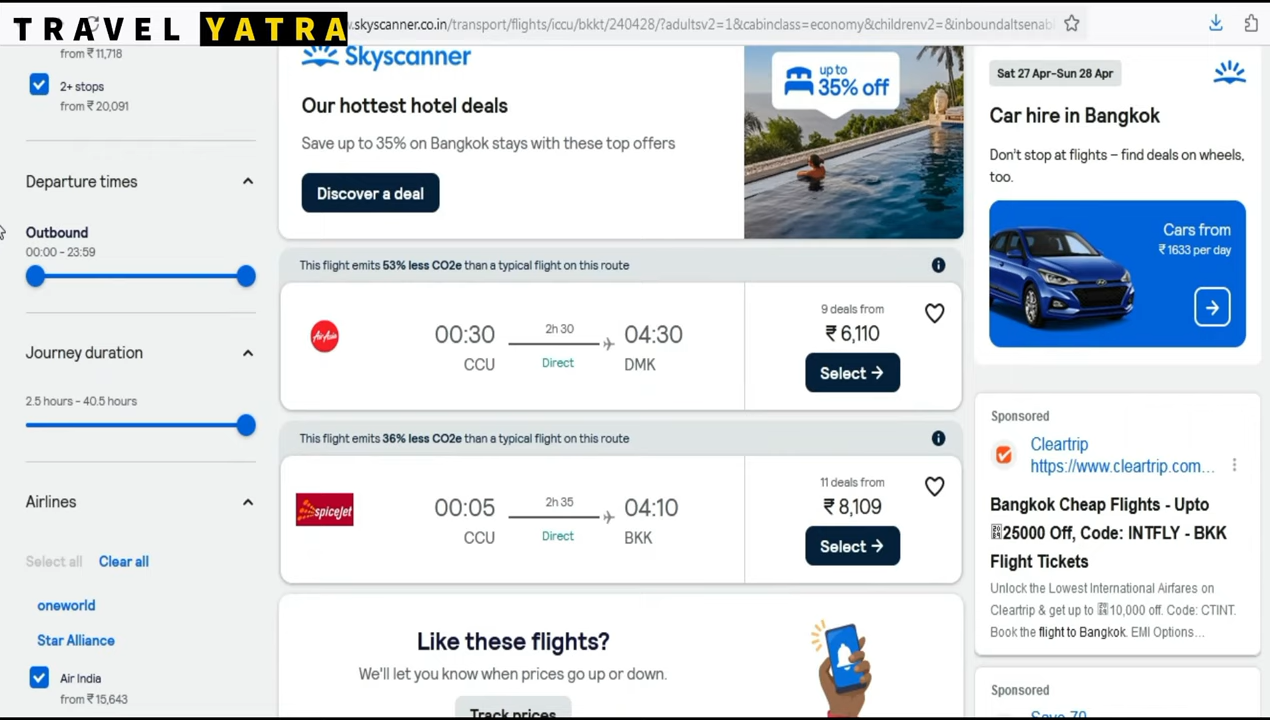 TRAVEL YATRA
.skyscanner.co.in/transport/flights/iccu/bkkt/240428/?adultsv2=1&cabinclass=economy&childrenv2=&inboundaltsenabl
from ₹ 11,718
2+ stops
from ₹ 20,091
Departure times
Outbound
00:00 – 23:59
Journey duration
2.5 hours – 40.5 hours
Airlines
Select all Clear all
oneworld
Star Alliance
Air India
from ₹ 15,643
Skyscanner
Our hottest hotel deals
Save up to 35% on Bangkok stays with these top offers
Discover a deal
up to
35% off
This flight emits 53% less CO2e than a typical flight on this route
AirAsia
00:30 2h 30 04:30
CCU Direct DMK
9 deals from
₹ 6,110
Select →
This flight emits 36% less CO2e than a typical flight on this route
spiceJet
00:05 2h 35 04:10
CCU Direct BKK
11 deals from
₹ 8,109
Select →
Like these flights?
We'll let you know when prices go up or down.
Track prices
Sat 27 Apr–Sun 28 Apr
Car hire in Bangkok
Don't stop at flights – find deals on wheels,
too.
Cars from
₹ 1633 per day
Sponsored
Cleartrip
https://www.cleartrip.com...
Bangkok Cheap Flights - Upto
25000 Off, Code: INTFLY - BKK
Flight Tickets
Unlock the Lowest International Airfares on
Cleartrip & get up to 10,000 off. Code: CTINT.
Book the flight to Bangkok. EMI Options...
Sponsored